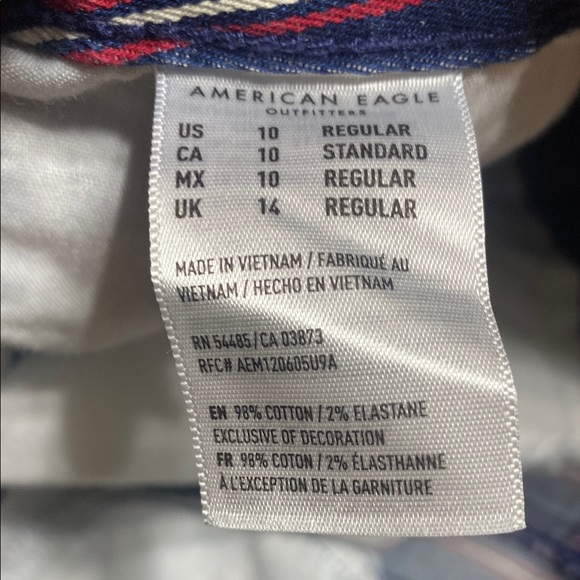 AMERICAN EAGLE
OUTFITTERS
US 10 REGULAR
CA 10 STANDARD
MX 10 REGULAR
UK 14 REGULAR
MADE IN VIETNAM / FABRIQUÉ AU
VIETNAM / HECHO EN VIETNAM
RN 54485 / CA 03873
RFC# AEM120605U9A
EN 98% COTTON / 2% ELASTANE
EXCLUSIVE OF DECORATION
FR 98% COTON / 2% ÉLASTHANNE
À L'EXCEPTION DE LA GARNITURE